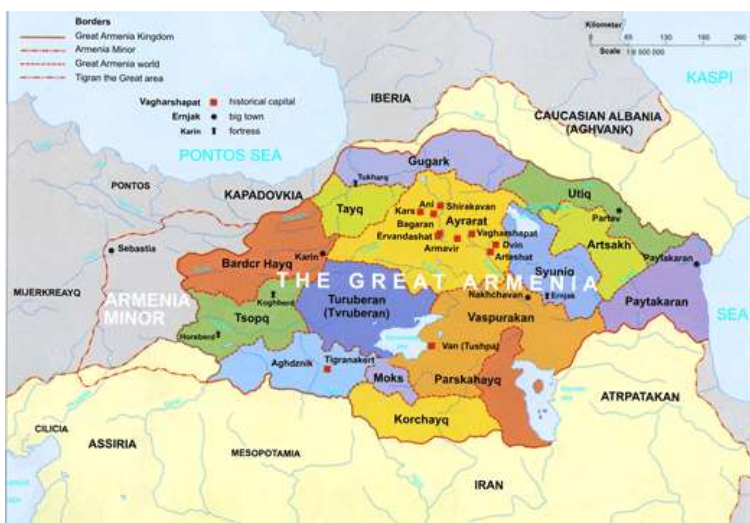 Borders
Great Armenia Kingdom
Armenia Minor
Great Armenia world
Tigran the Great area
Vagharshapat historical capital
Ernjak big town
Karin fortress
Kilometer
0 65 130 195 260
Scale
KASPI
SEA
IBERIA
CAUCASIAN ALBANIA
(AGHVANK)
PONTOS SEA
PONTOS
KAPADOVKIA
Gugark
Tukharq
Tayq
Utiq
Partav
Ani
Shirakavan
Kars
Bagaran
Ayrarat
Ervandashat
Vagharshapat
Armavir
Dvin
Artashat
Artsakh
Syunio
Paytakaran
Paytakaran
Sebastia
Karin
Bardcr Hayq
THE GREAT ARMENIA
MIJERKREAYQ
ARMENIA
MINOR
Koghberd
Tsopq
Horeberd
Turuberan
(Tvruberan)
Nakhchavan
Ernjak
Vaspurakan
Van (Tushpa)
Aghdznik
Tigranakert
Moks
Parskahayq
Korchayq
ATRPATAKAN
CILICIA
ASSIRIA
MESOPOTAMIA
IRAN